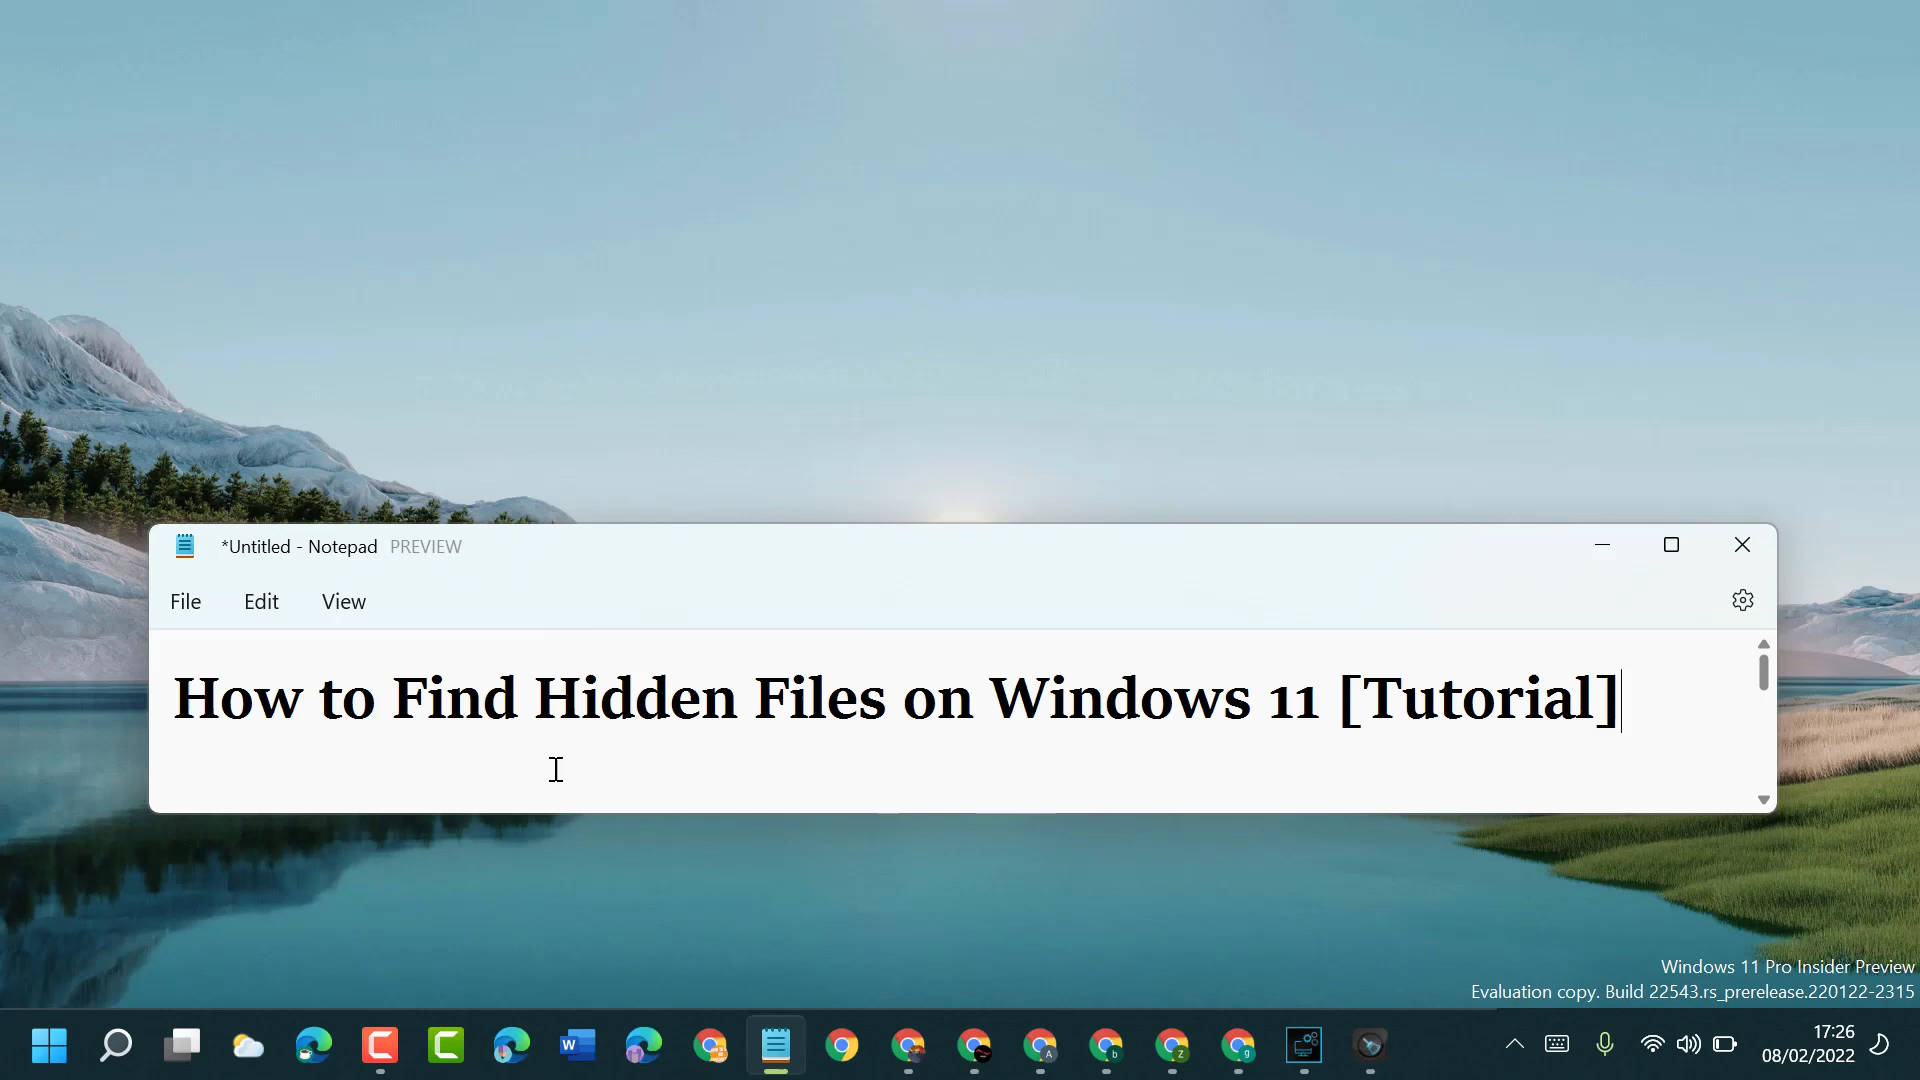 *Untitled - Notepad PREVIEW
File Edit View
How to Find Hidden Files on Windows 11 [Tutorial]
Windows 11 Pro Insider Preview
Evaluation copy. Build 22543.rs_prerelease.220122-2315
17:26
08/02/2022